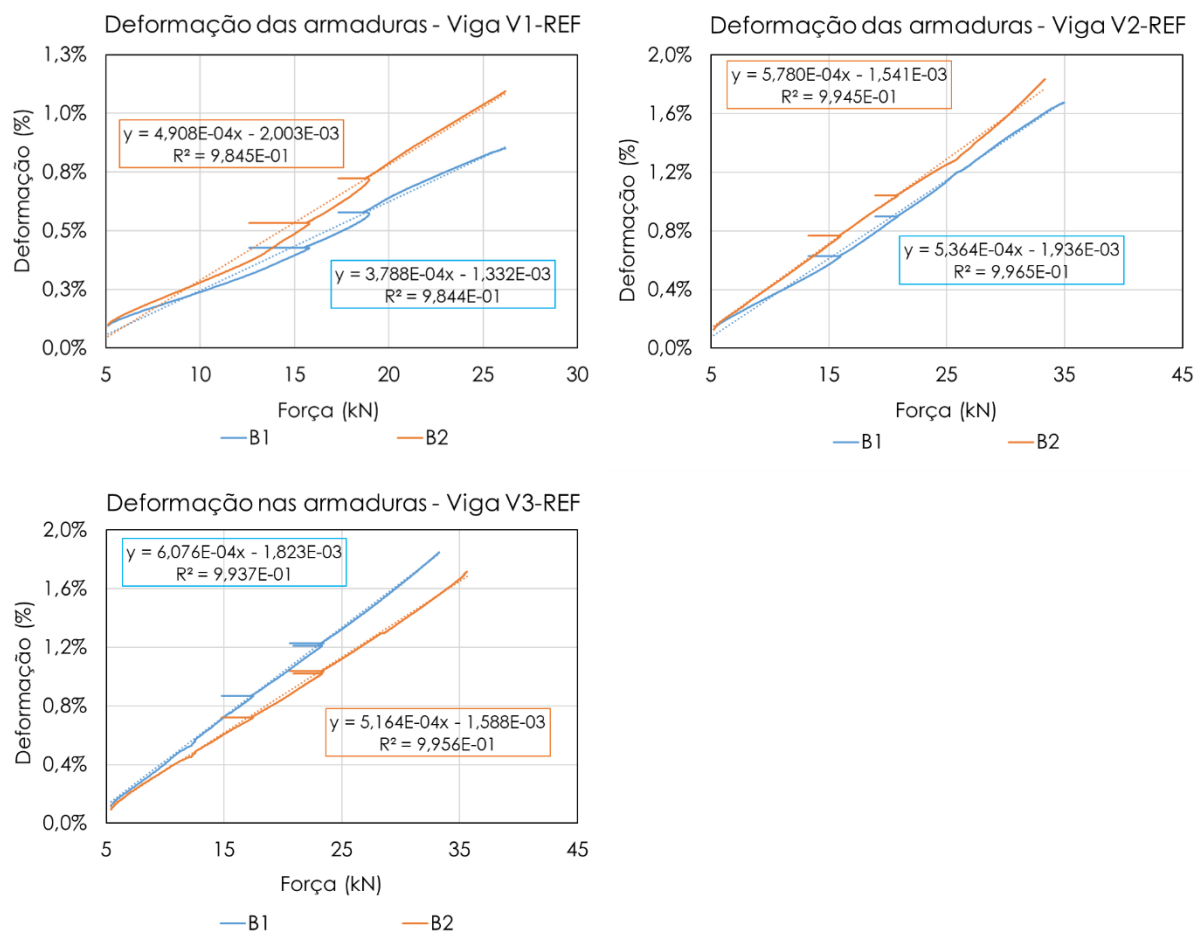 Deformação das armaduras - Viga V1-REF
Deformação (%)
1,3%
1,0%
0,8%
0,5%
0,3%
0,0%
y = 4,908E-04x - 2,003E-03
R² = 9,845E-01
y = 3,788E-04x - 1,332E-03
R² = 9,844E-01
5 10 15 20 25 30
Força (kN)
B1 B2
Deformação das armaduras - Viga V2-REF
Deformação (%)
2,0%
1,6%
1,2%
0,8%
0,4%
0,0%
y = 5,780E-04x - 1,541E-03
R² = 9,945E-01
y = 5,364E-04x - 1,936E-03
R² = 9,965E-01
5 15 25 35 45
Força (kN)
B1 B2
Deformação nas armaduras - Viga V3-REF
Deformação (%)
2,0%
1,6%
1,2%
0,8%
0,4%
0,0%
y = 6,076E-04x - 1,823E-03
R² = 9,937E-01
y = 5,164E-04x - 1,588E-03
R² = 9,956E-01
5 15 25 35 45
Força (kN)
B1 B2